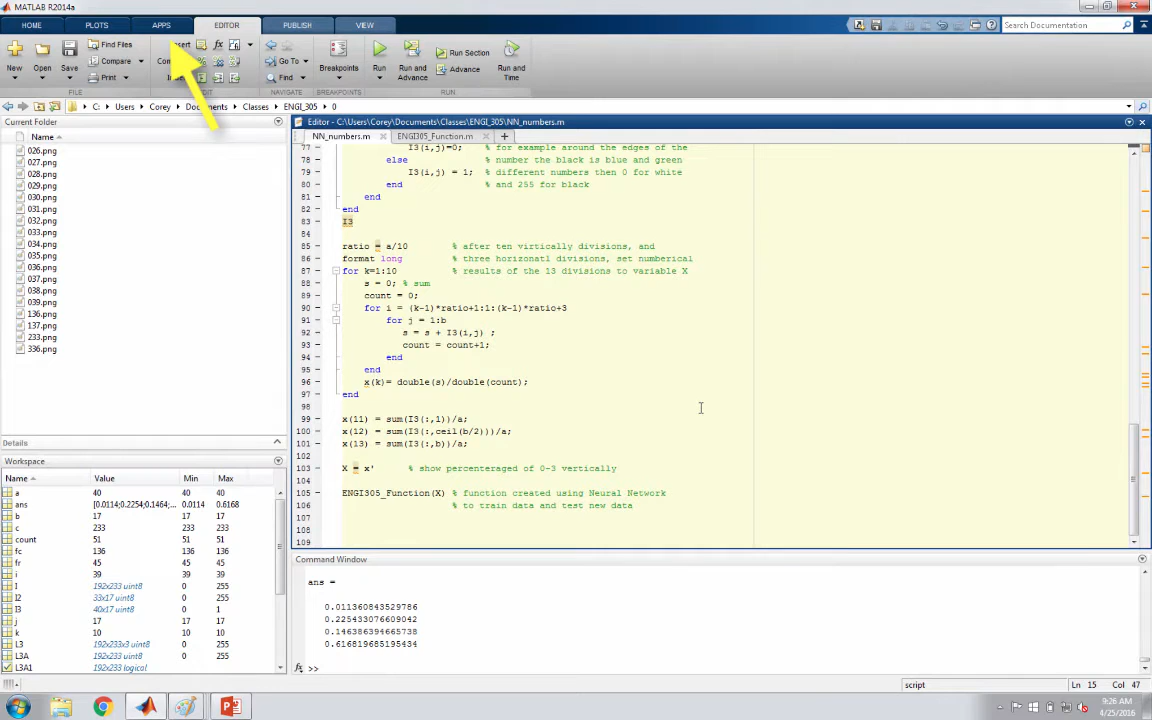 MATLAB R2014a
HOME PLOTS APPS EDITOR PUBLISH VIEW Search Documentation
New Open Save Find Files Compare Print
Go To Find
Breakpoints Run Run and Advance Run Section Advance Run and Time
FILE NAVIGATE RUN
C: Users Corey Documents Classes ENGI_305 0
Current Folder
Name
026.png
027.png
028.png
029.png
030.png
031.png
032.png
033.png
034.png
035.png
036.png
037.png
038.png
039.png
136.png
137.png
233.png
336.png
Details
Workspace
Name Value Min Max
a 40 40 40
ans [0.0114;0.2254;0.1464;... 0.0114 0.6168
b 17 17 17
c 233 233 233
count 51 51 51
fc 136 136 136
fr 45 45 45
i 39 39 39
I 192x233 uint8 0 255
I2 33x17 uint8 0 255
I3 40x17 uint8 0 1
j 17 17 17
k 10 10 10
L3 192x233x3 uint8 0 255
L3A 192x233 uint8 0 255
L3A1 192x233 logical
Editor - C:\Users\Corey\Documents\Classes\ENGI_305\NN_numbers.m
NN_numbers.m ENGI305_Function.m
77 I3(i,j)=0; % for example around the edges of the
78 else % number the black is blue and green
79 I3(i,j) = 1; % different numbers then 0 for white
80 end % and 255 for black
81 end
82 end
83 I3
84
85 ratio = a/10 % after ten virtically divisions, and
86 format long % three horizonatl divisions, set numberical
87 for k=1:10 % results of the 13 divisions to variable X
88 s = 0; % sum
89 count = 0;
90 for i = (k-1)*ratio+1:1:(k-1)*ratio+3
91 for j = 1:b
92 s = s + I3(i,j) ;
93 count = count+1;
94 end
95 end
96 x(k)= double(s)/double(count);
97 end
98
99 x(11) = sum(I3(:,1))/a;
100 x(12) = sum(I3(:,ceil(b/2)))/a;
101 x(13) = sum(I3(:,b))/a;
102
103 X = x' % show percenteraged of 0-3 vertically
104
105 ENGI305_Function(X) % function created using Neural Network
106 % to train data and test new data
107
108
109
Command Window
ans =
0.011360843529786
0.225433076609042
0.146386394665738
0.616819685195434
fx >>
script Ln 15 Col 47
9:26 AM
4/25/2016